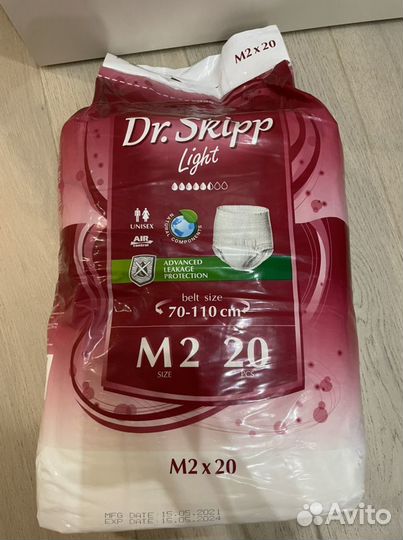 M2 x 20
Dr. Skipp
Light
UNISEX
AIR
control
NATURAL COMPONENTS
ADVANCED
LEAKAGE
PROTECTION
belt size
70-110 cm
M2 20
SIZE PCS
M2 x 20
MFG DATE 15.05.2021
EXP DATE 15.05.2024
Avito